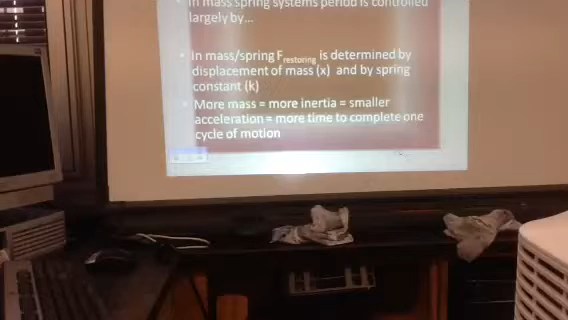 In mass spring systems period is controlled
largely by...
• In mass/spring Frestoring is determined by
displacement of mass (x) and by spring
constant (k)
• More mass = more inertia = smaller
acceleration = more time to complete one
cycle of motion